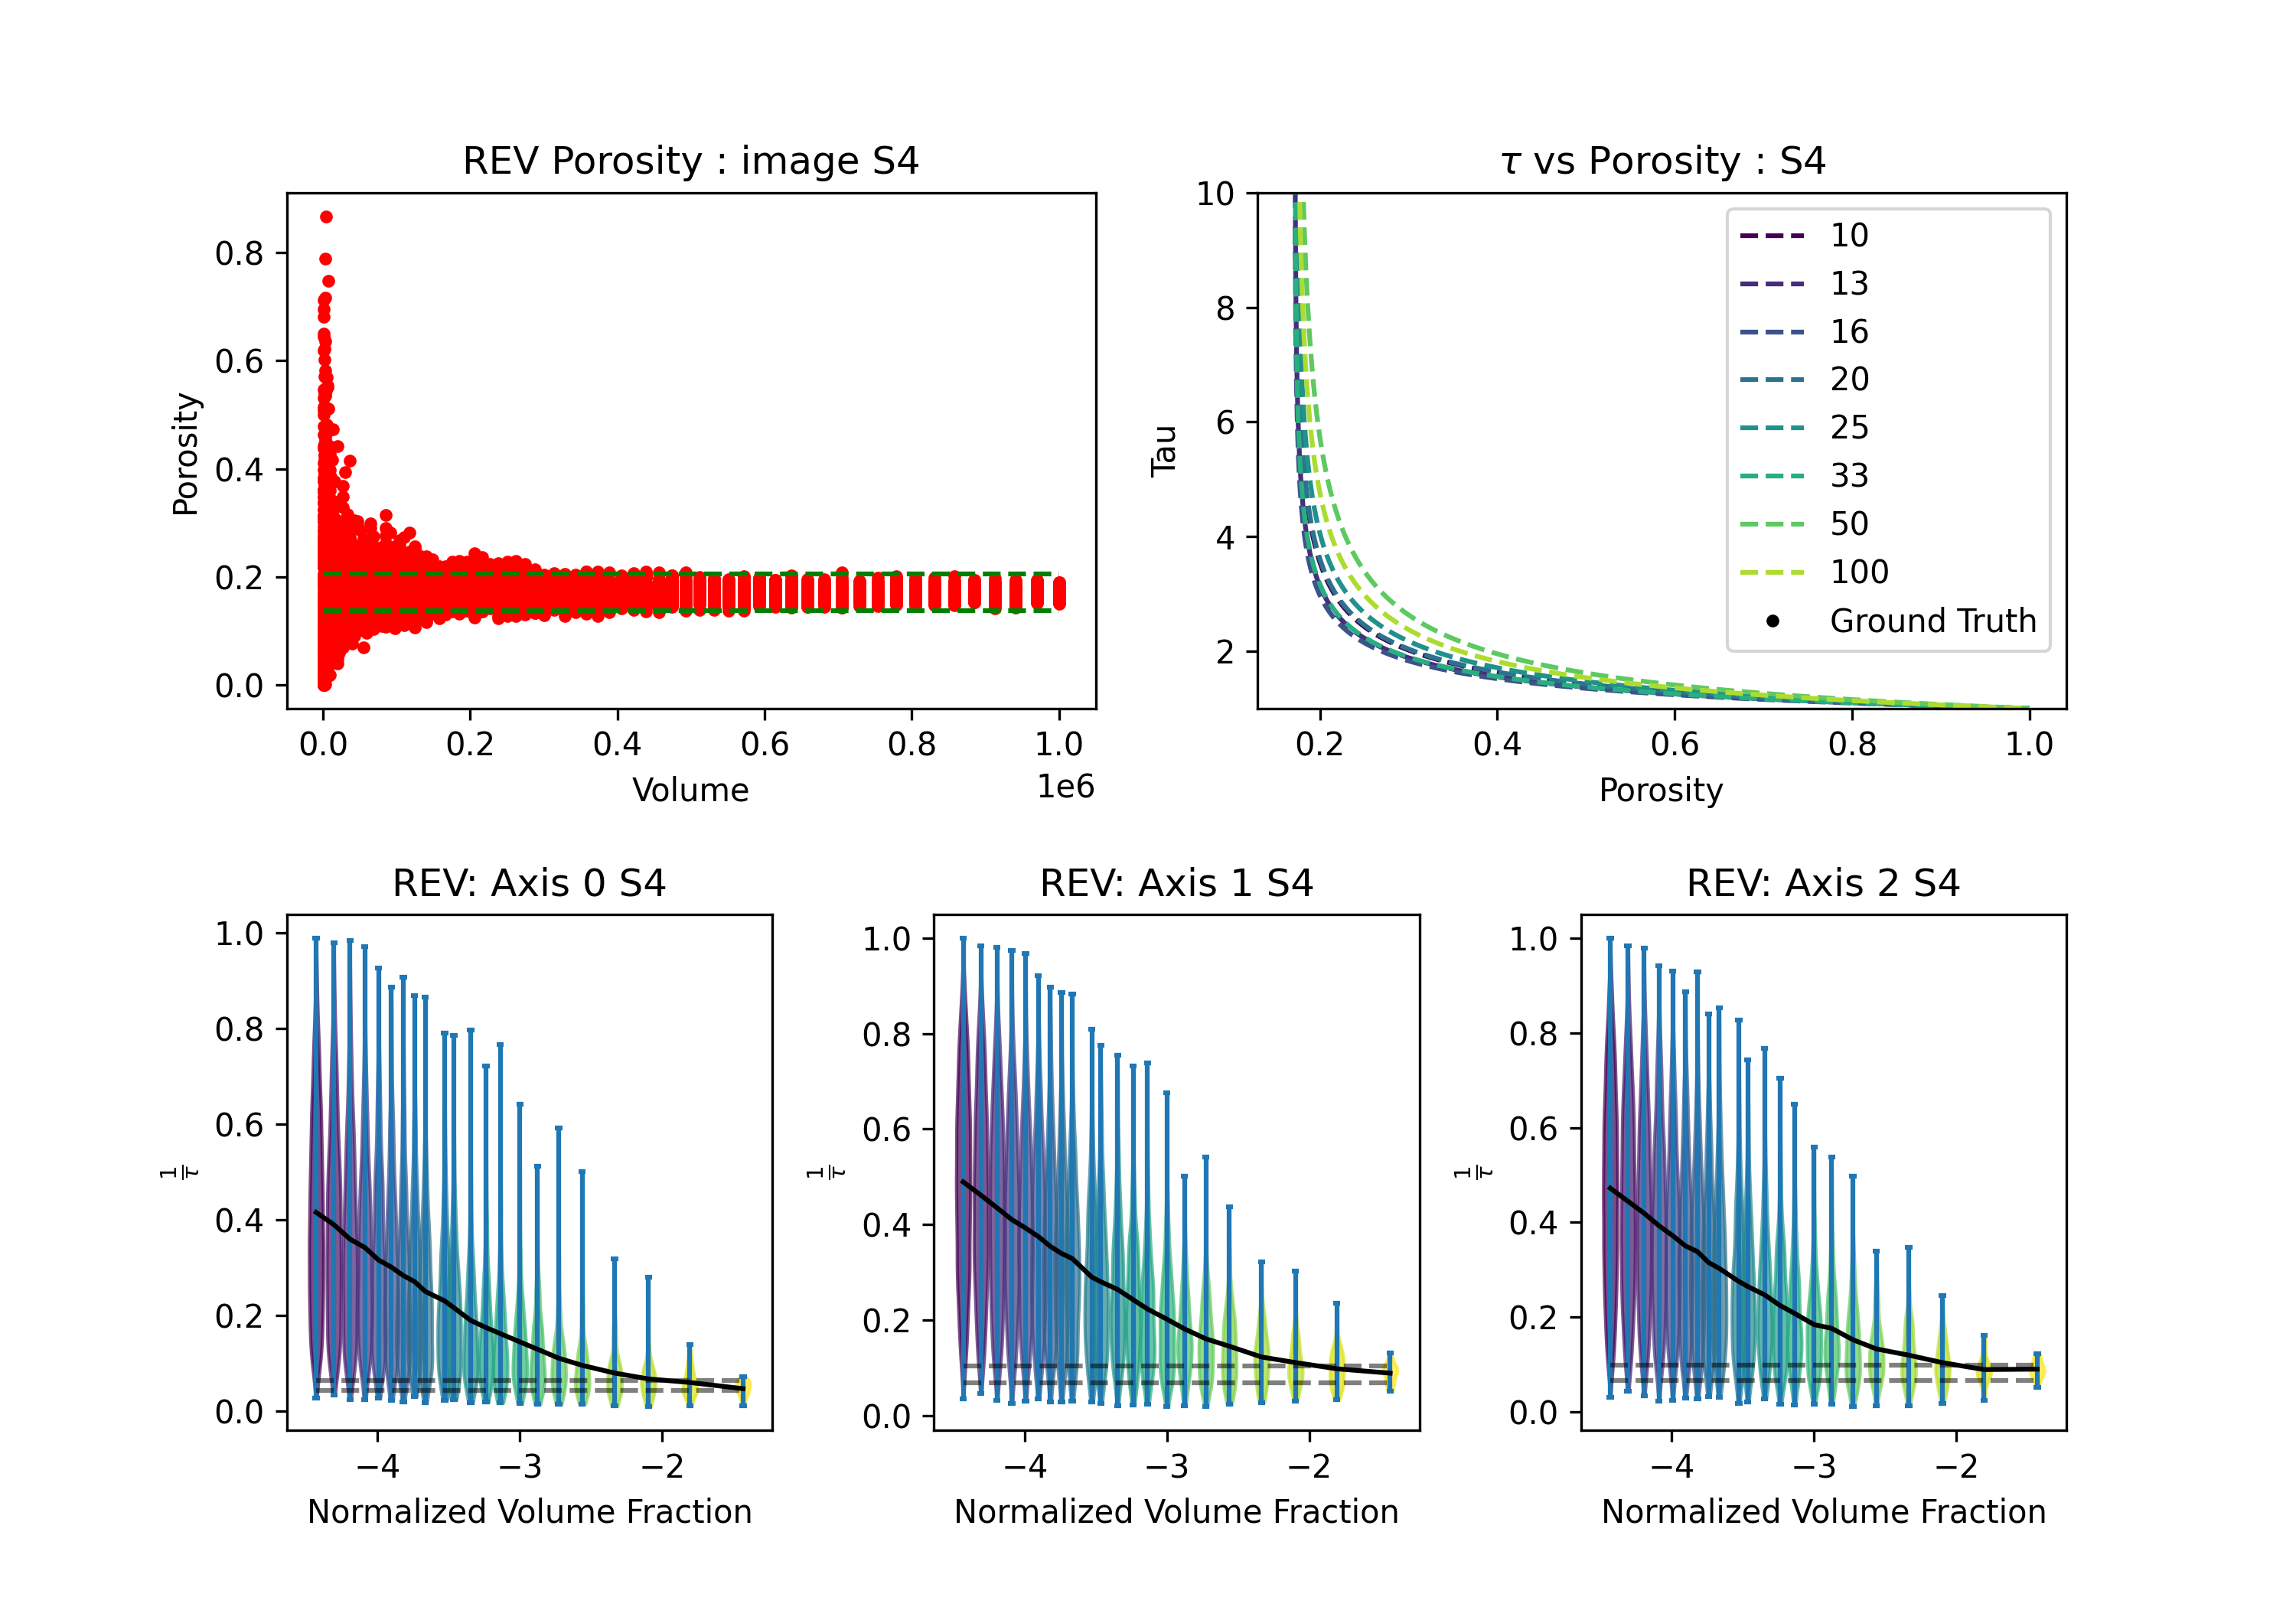 REV Porosity : image S4
Porosity
0.8
0.6
0.4
0.2
0.0
0.0 0.2 0.4 0.6 0.8 1.0
1e6
Volume
τ vs Porosity : S4
Tau
10
8
6
4
2
0.2 0.4 0.6 0.8 1.0
Porosity
10
13
16
20
25
33
50
100
Ground Truth
REV: Axis 0 S4
1/τ
1.0
0.8
0.6
0.4
0.2
0.0
−4 −3 −2
Normalized Volume Fraction
REV: Axis 1 S4
1/τ
1.0
0.8
0.6
0.4
0.2
0.0
−4 −3 −2
Normalized Volume Fraction
REV: Axis 2 S4
1/τ
1.0
0.8
0.6
0.4
0.2
0.0
−4 −3 −2
Normalized Volume Fraction